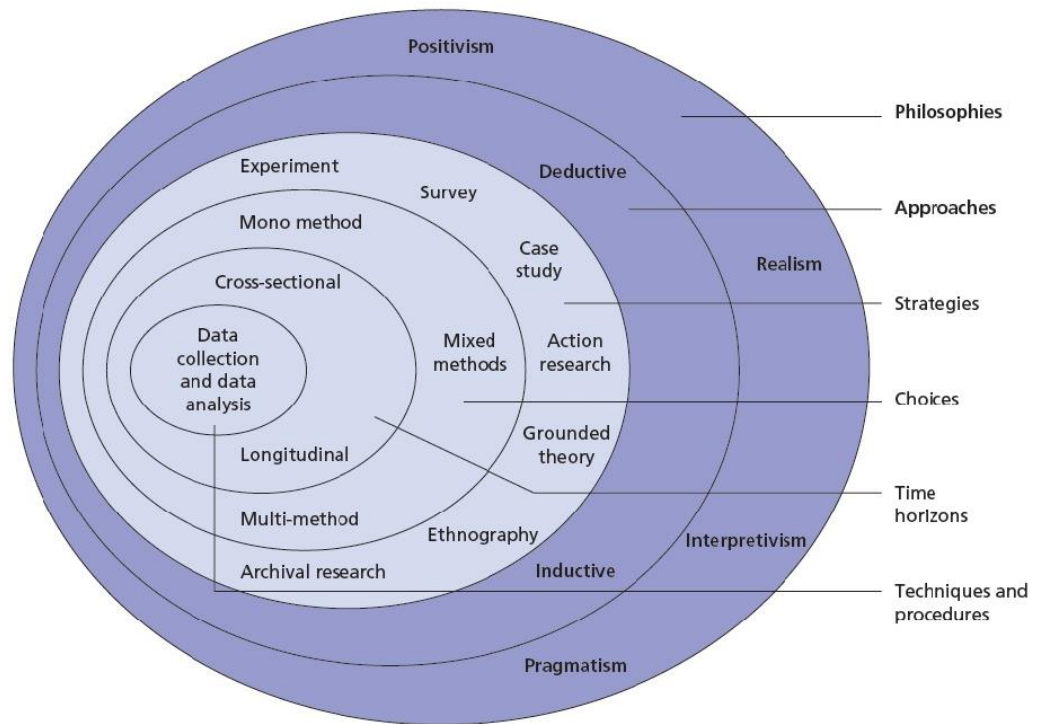 Positivism
Philosophies
Experiment
Deductive
Survey
Approaches
Mono method
Case
study
Realism
Cross-sectional
Strategies
Data
collection
and data
analysis
Mixed
methods
Action
research
Choices
Longitudinal
Grounded
theory
Time
horizons
Multi-method
Ethnography
Interpretivism
Archival research
Inductive
Techniques and
procedures
Pragmatism